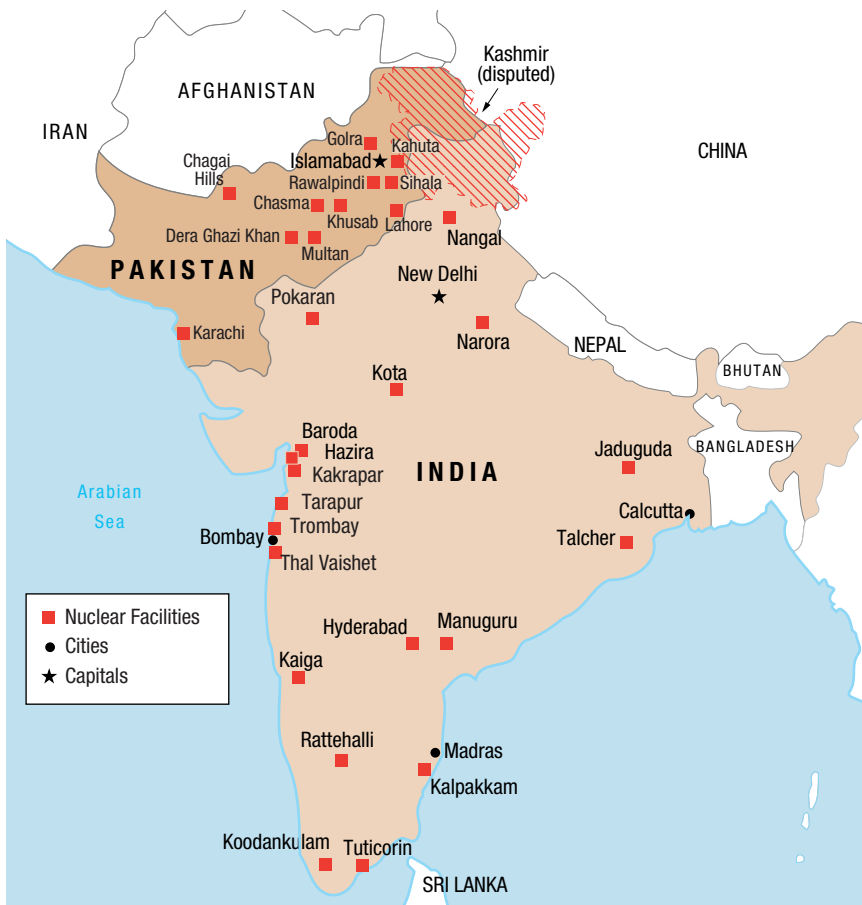 Kashmir
(disputed)
AFGHANISTAN
IRAN
CHINA
Golra
Kahuta
Islamabad
Chagai
Hills
Rawalpindi
Sihala
Chasma
Khusab
Lahore
Nangal
Dera Ghazi Khan
Multan
PAKISTAN
New Delhi
Pokaran
Karachi
Narora
NEPAL
BHUTAN
Kota
Baroda
Hazira
Kakrapar
INDIA
Jaduguda
BANGLADESH
Arabian
Sea
Tarapur
Trombay
Calcutta
Bombay
Talcher
Thal Vaishet
Nuclear Facilities
Cities
Capitals
Hyderabad
Manuguru
Kaiga
Rattehalli
Madras
Kalpakkam
Koodankulam
Tuticorin
SRI LANKA